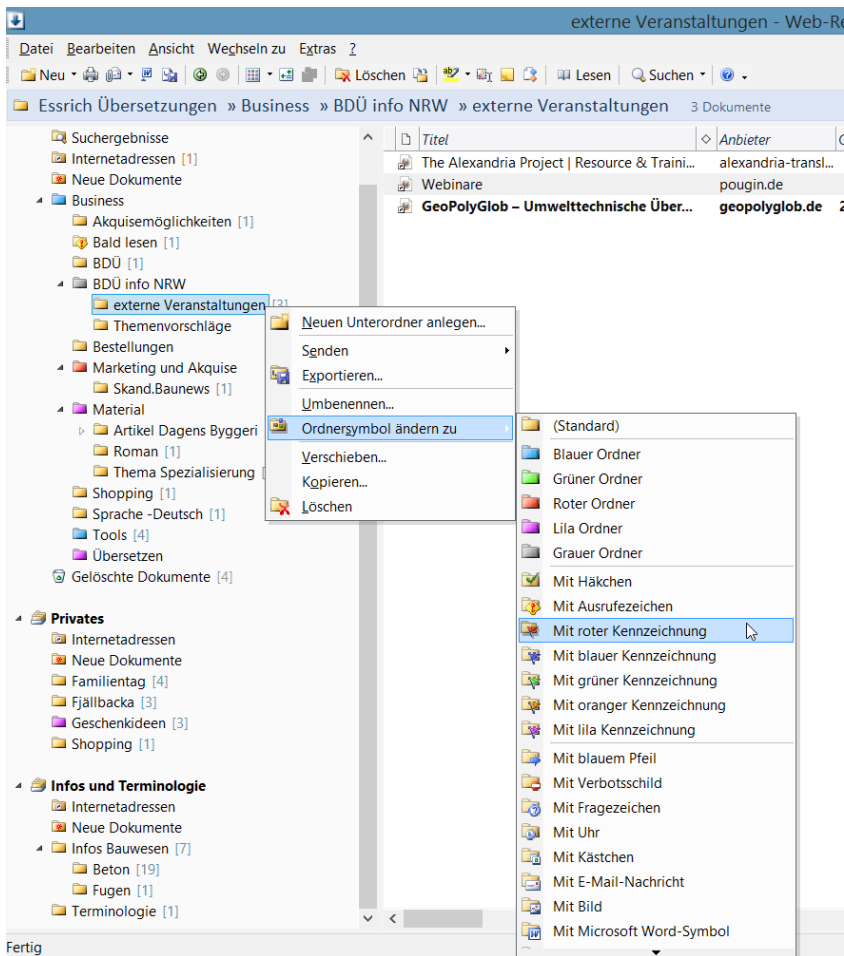 externe Veranstaltungen - Web-Re
Datei Bearbeiten Ansicht Wechseln zu Extras ?
Neu Löschen Lesen Suchen
Essrich Übersetzungen » Business » BDÜ info NRW » externe Veranstaltungen 3 Dokumente
Suchergebnisse
Internetadressen [1]
Neue Dokumente
Business
Akquisemöglichkeiten [1]
Bald lesen [1]
BDÜ [1]
BDÜ info NRW
externe Veranstaltungen [3]
Themenvorschläge
Bestellungen
Marketing und Akquise
Skand.Baunews [1]
Material
Artikel Dagens Byggeri
Roman [1]
Thema Spezialisierung [
Shopping [1]
Sprache -Deutsch [1]
Tools [4]
Übersetzen
Gelöschte Dokumente [4]
Privates
Internetadressen
Neue Dokumente
Familientag [4]
Fjällbacka [3]
Geschenkideen [3]
Shopping [1]
Infos und Terminologie
Internetadressen
Neue Dokumente
Infos Bauwesen [7]
Beton [19]
Fugen [1]
Terminologie [1]
Titel Anbieter
The Alexandria Project | Resource & Traini... alexandria-transl...
Webinare pougin.de
GeoPolyGlob – Umwelttechnische Über... geopolyglob.de 2
Neuen Unterordner anlegen...
Senden
Exportieren...
Umbenennen...
Ordnersymbol ändern zu
Verschieben...
Kopieren...
Löschen
(Standard)
Blauer Ordner
Grüner Ordner
Roter Ordner
Lila Ordner
Grauer Ordner
Mit Häkchen
Mit Ausrufezeichen
Mit roter Kennzeichnung
Mit blauer Kennzeichnung
Mit grüner Kennzeichnung
Mit oranger Kennzeichnung
Mit lila Kennzeichnung
Mit blauem Pfeil
Mit Verbotsschild
Mit Fragezeichen
Mit Uhr
Mit Kästchen
Mit E-Mail-Nachricht
Mit Bild
Mit Microsoft Word-Symbol
Fertig